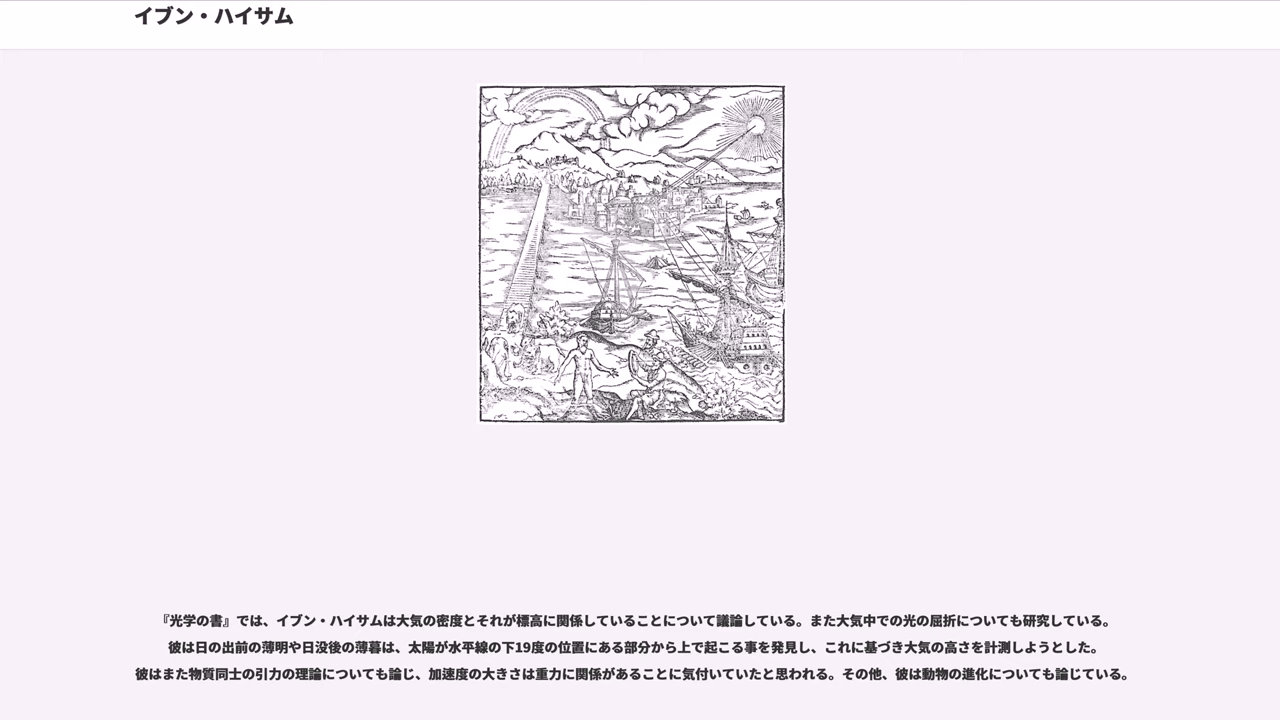 イブン・ハイサム
『光学の書』では、イブン・ハイサムは大気の密度とそれが標高に関係していることについて議論している。また大気中での光の屈折についても研究している。
彼は日の出前の薄明や日没後の薄暮は、太陽が水平線の下19度の位置にある部分から上で起こる事を発見し、これに基づき大気の高さを計測しようとした。
彼はまた物質同士の引力の理論についても論じ、加速度の大きさは重力に関係があることに気付いていたと思われる。その他、彼は動物の進化についても論じている。